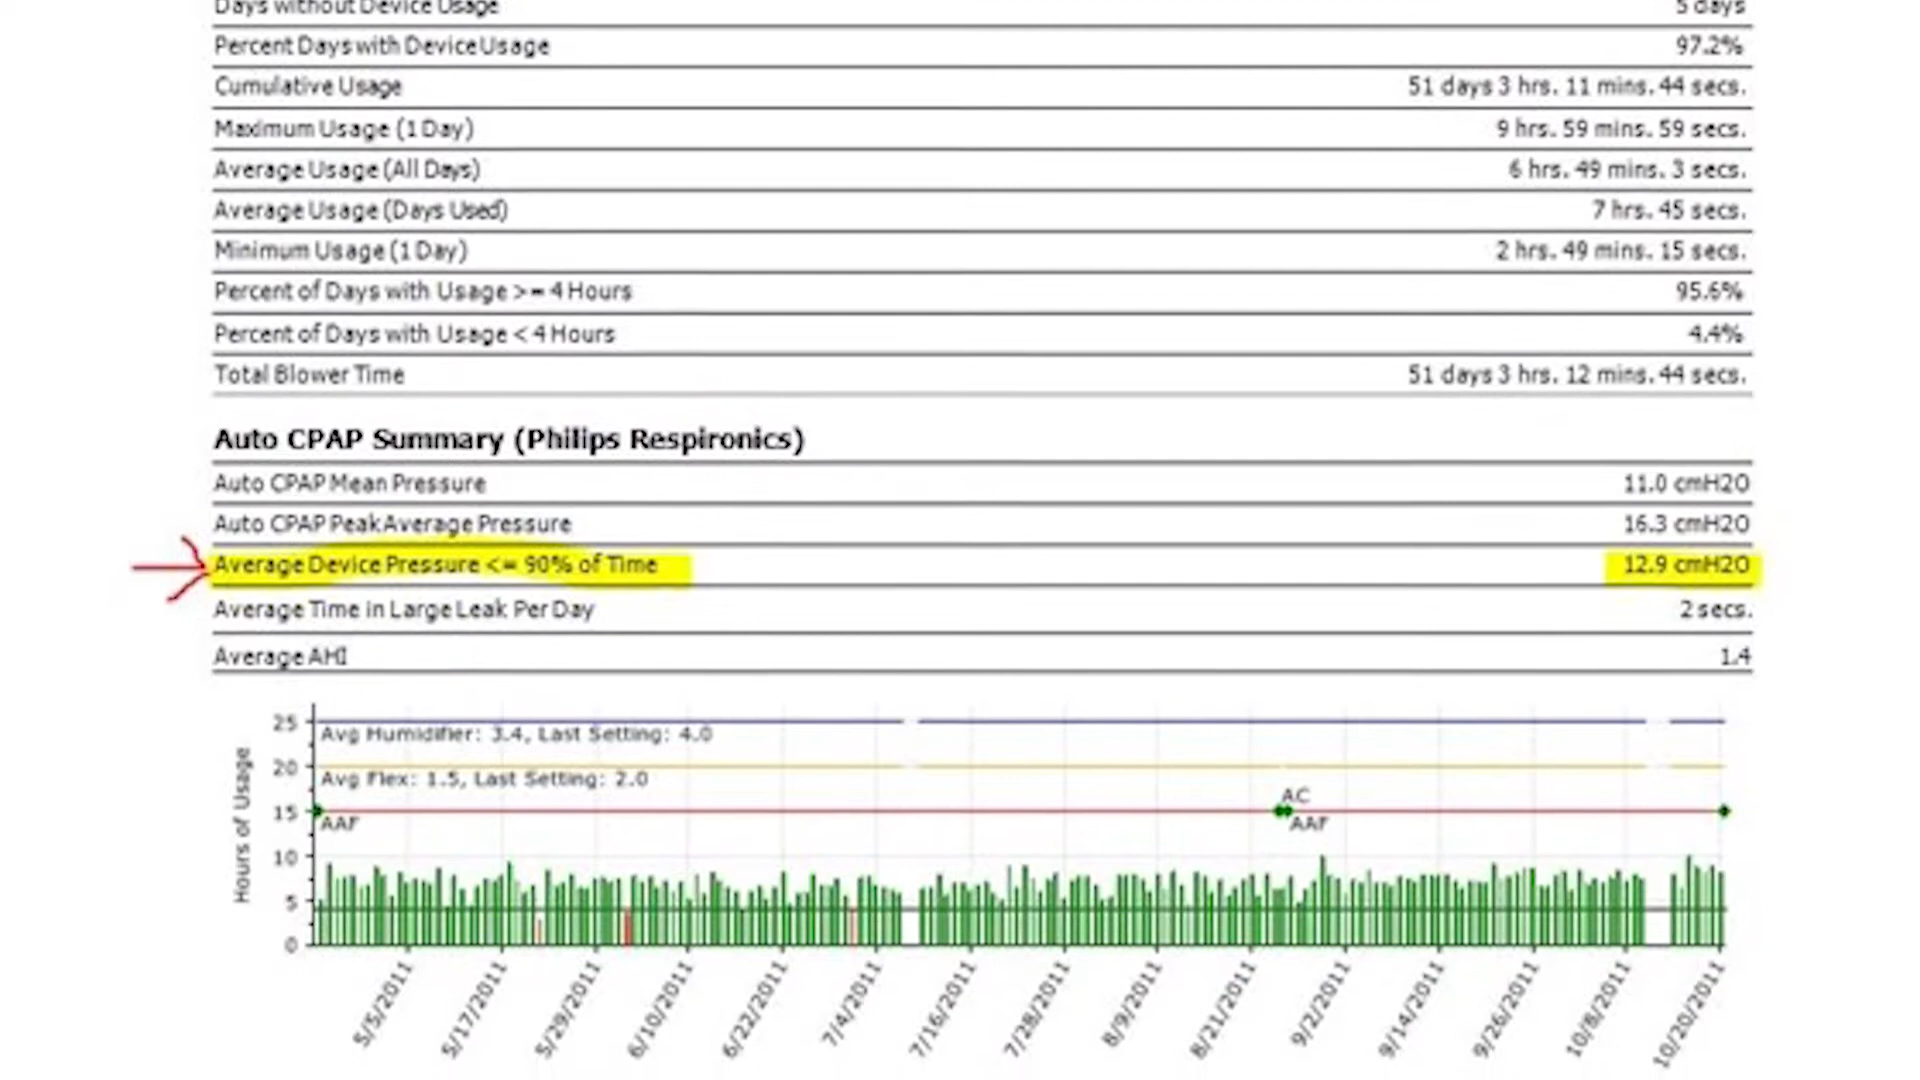 Days without Device Usage 5 days
Percent Days with Device Usage 97.2%
Cumulative Usage 51 days 3 hrs. 11 mins. 44 secs.
Maximum Usage (1 Day) 9 hrs. 59 mins. 59 secs.
Average Usage (All Days) 6 hrs. 49 mins. 3 secs.
Average Usage (Days Used) 7 hrs. 45 secs.
Minimum Usage (1 Day) 2 hrs. 49 mins. 15 secs.
Percent of Days with Usage >= 4 Hours 95.6%
Percent of Days with Usage < 4 Hours 4.4%
Total Blower Time 51 days 3 hrs. 12 mins. 44 secs.
Auto CPAP Summary (Philips Respironics)
Auto CPAP Mean Pressure 11.0 cmH2O
Auto CPAP Peak Average Pressure 16.3 cmH2O
Average Device Pressure <= 90% of Time 12.9 cmH2O
Average Time in Large Leak Per Day 2 secs.
Average AHI 1.4
Hours of Usage
25
Avg Humidifier: 3.4, Last Setting: 4.0
20
Avg Flex: 1.5, Last Setting: 2.0
AC
15
AAF AAF
10
5
0
5/5/2011 5/17/2011 5/29/2011 6/10/2011 6/22/2011 7/4/2011 7/16/2011 7/28/2011 8/9/2011 8/21/2011 9/2/2011 9/14/2011 9/26/2011 10/8/2011 10/20/2011